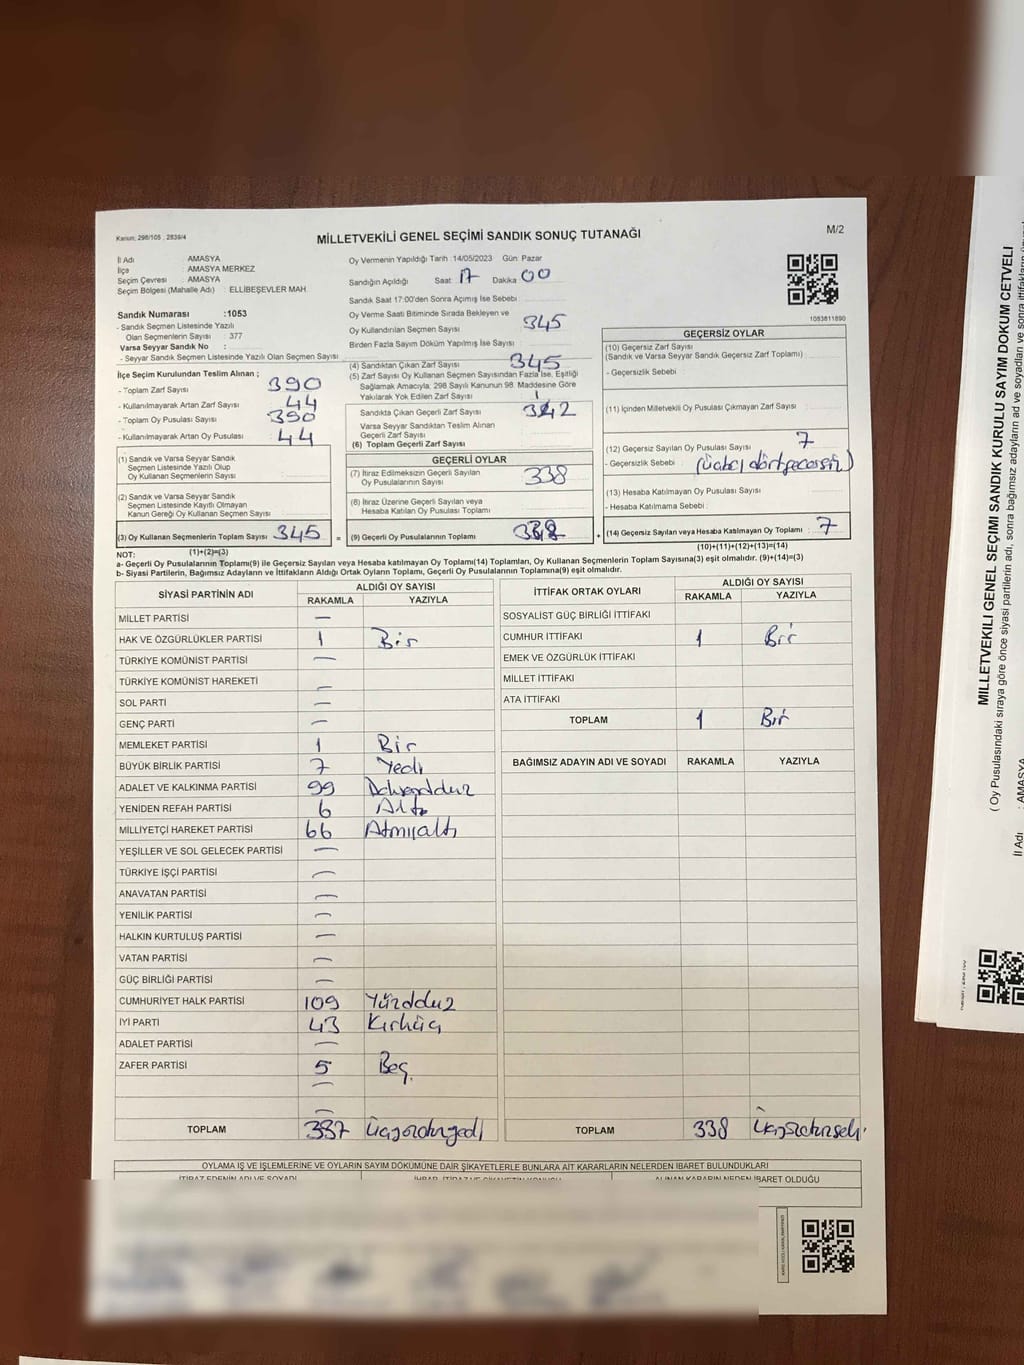 Kanun: 298/105 ; 2839/4
MİLLETVEKİLİ GENEL SEÇİMİ SANDIK SONUÇ TUTANAĞI
M/2
İl Adı : AMASYA
İlçe : AMASYA MERKEZ
Seçim Çevresi : AMASYA
Seçim Bölgesi (Mahalle Adı) : ELLİBEŞEVLER MAH.
Sandık Numarası :1053
- Sandık Seçmen Listesinde Yazılı
Olan Seçmenlerin Sayısı : 377
Varsa Seyyar Sandık No :
- Seyyar Sandık Seçmen Listesinde Yazılı Olan Seçmen Sayısı :
Oy Vermenin Yapıldığı Tarih :14/05/2023 Gün: Pazar
Sandığın Açıldığı Saat : 17 Dakika : 00
Sandık Saat 17:00'den Sonra Açımış İse Sebebi :
Oy Verme Saati Bitiminde Sırada Bekleyen ve
Oy Kullandırılan Seçmen Sayısı : 345
Birden Fazla Sayım Döküm Yapılmış İse Sayısı :
1053611890
İlçe Seçim Kurulundan Teslim Alınan ;
- Toplam Zarf Sayısı : 390
- Kullanılmayarak Artan Zarf Sayısı : 44
- Toplam Oy Pusulası Sayısı : 390
- Kullanılmayarak Artan Oy Pusulası : 44
(4) Sandıktan Çıkan Zarf Sayısı : 345
(5) Zarf Sayısı Oy Kullanan Seçmen Sayısından Fazla İse, Eşitliği
Sağlamak Amacıyla; 298 Sayılı Kanunun 98. Maddesine Göre
Yakılarak Yok Edilen Zarf Sayısı :
Sandıkta Çıkan Geçerli Zarf Sayısı : 342
Varsa Seyyar Sandıktan Teslim Alınan
Geçerli Zarf Sayısı :
(6) Toplam Geçerli Zarf Sayısı :
GEÇERSİZ OYLAR
(10) Geçersiz Zarf Sayısı
(Sandık ve Varsa Seyyar Sandık Geçersiz Zarf Toplamı) :
- Geçersizlik Sebebi :
(11) İçinden Milletvekili Oy Pusulası Çıkmayan Zarf Sayısı :
(12) Geçersiz Sayılan Oy Pusulası Sayısı : 7
- Geçersizlik Sebebi :
(13) Hesaba Katılmayan Oy Pusulası Sayısı :
- Hesaba Katılmama Sebebi :
(14) Geçersiz Sayılan veya Hesaba Katılmayan Oy Toplamı : 7
(10)+(11)+(12)+(13)=(14)
(1) Sandık ve Varsa Seyyar Sandık
Seçmen Listesinde Yazılı Olup
Oy Kullanan Seçmenlerin Sayısı :
(2) Sandık ve Varsa Seyyar Sandık
Seçmen Listesinde Kayıtlı Olmayan
Kanun Gereği Oy Kullanan Seçmen Sayısı :
(3) Oy Kullanan Seçmenlerin Toplam Sayısı : 345 =
(1)+(2)=(3)
GEÇERLİ OYLAR
(7) İtiraz Edilmeksizin Geçerli Sayılan
Oy Pusulalarının Sayısı : 338
(8) İtiraz Üzerine Geçerli Sayılan veya
Hesaba Katılan Oy Pusulası Toplamı :
(9) Geçerli Oy Pusulalarının Toplamı : 338 +
NOT:
a- Geçerli Oy Pusulalarının Toplamı(9) ile Geçersiz Sayılan veya Hesaba katılmayan Oy Toplamı(14) Toplamları, Oy Kullanan Seçmenlerin Toplam Sayısına(3) eşit olmalıdır. (9)+(14)=(3)
b- Siyasi Partilerin, Bağımsız Adayların ve İttifakların Aldığı Ortak Oyların Toplamı, Geçerli Oy Pusulalarının Toplamına(9) eşit olmalıdır.
SİYASİ PARTİNİN ADI ALDIĞI OY SAYISI
RAKAMLA YAZIYLA
MİLLET PARTİSİ —
HAK VE ÖZGÜRLÜKLER PARTİSİ 1 Bir
TÜRKİYE KOMÜNİST PARTİSİ —
TÜRKİYE KOMÜNİST HAREKETİ —
SOL PARTİ —
GENÇ PARTİ —
MEMLEKET PARTİSİ 1 Bir
BÜYÜK BİRLİK PARTİSİ 7 Yedi
ADALET VE KALKINMA PARTİSİ 99
YENİDEN REFAH PARTİSİ 6 Altı
MİLLİYETÇİ HAREKET PARTİSİ 66 Atmışaltı
YEŞİLLER VE SOL GELECEK PARTİSİ —
TÜRKİYE İŞÇİ PARTİSİ —
ANAVATAN PARTİSİ —
YENİLİK PARTİSİ —
HALKIN KURTULUŞ PARTİSİ —
VATAN PARTİSİ —
GÜÇ BİRLİĞİ PARTİSİ —
CUMHURİYET HALK PARTİSİ 109
İYİ PARTİ 43 Kırküç
ADALET PARTİSİ —
ZAFER PARTİSİ 5 Beş
—
—
TOPLAM 337
İTTİFAK ORTAK OYLARI ALDIĞI OY SAYISI
RAKAMLA YAZIYLA
SOSYALİST GÜÇ BİRLİĞİ İTTİFAKI
CUMHUR İTTİFAKI 1 Bir
EMEK VE ÖZGÜRLÜK İTTİFAKI
MİLLET İTTİFAKI
ATA İTTİFAKI
TOPLAM 1 Bir
BAĞIMSIZ ADAYIN ADI VE SOYADI RAKAMLA YAZIYLA
TOPLAM 338
OYLAMA İŞ VE İŞLEMLERİNE VE OYLARIN SAYIM DÖKÜMÜNE DAİR ŞİKAYETLERLE BUNLARA AİT KARARLARIN NELERDEN İBARET BULUNDUKLARI
İTİRAZ EDENİN ADI VE SOYADI
ALINAN KARARIN NEDEN İBARET OLDUĞU
MİLLETVEKİLİ GENEL SEÇİMİ SANDIK KURULU SAYIM DÖKÜM CETVELİ
( Oy Pusulasındaki sıraya göre önce siyasi partilerin adı, sonra bağımsız adayların ad ve soyadları ve sonra ittifakların
İl Adı : AMASYA